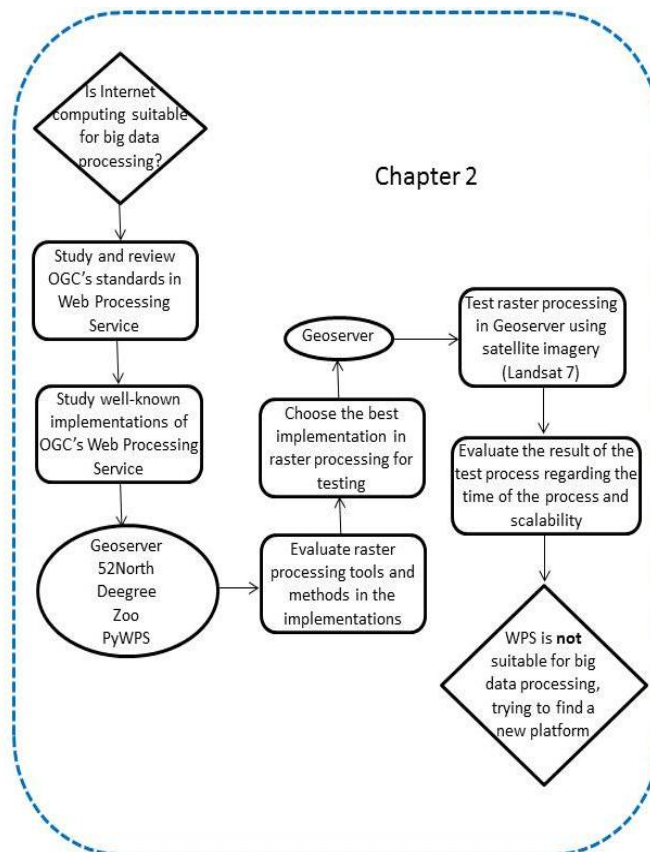 Is Internet
computing suitable
for big data
processing?
Chapter 2
Study and review
OGC’s standards in
Web Processing
Service
Study well-known
implementations of
OGC’s Web Processing
Service
Geoserver
52North
Deegree
Zoo
PyWPS
Evaluate raster
processing tools and
methods in the
implementations
Choose the best
implementation in
raster processing for
testing
Geoserver
Test raster processing
in Geoserver using
satellite imagery
(Landsat 7)
Evaluate the result of the
test process regarding the
time of the process and
scalability
WPS is not
suitable for big
data processing,
trying to find a
new platform